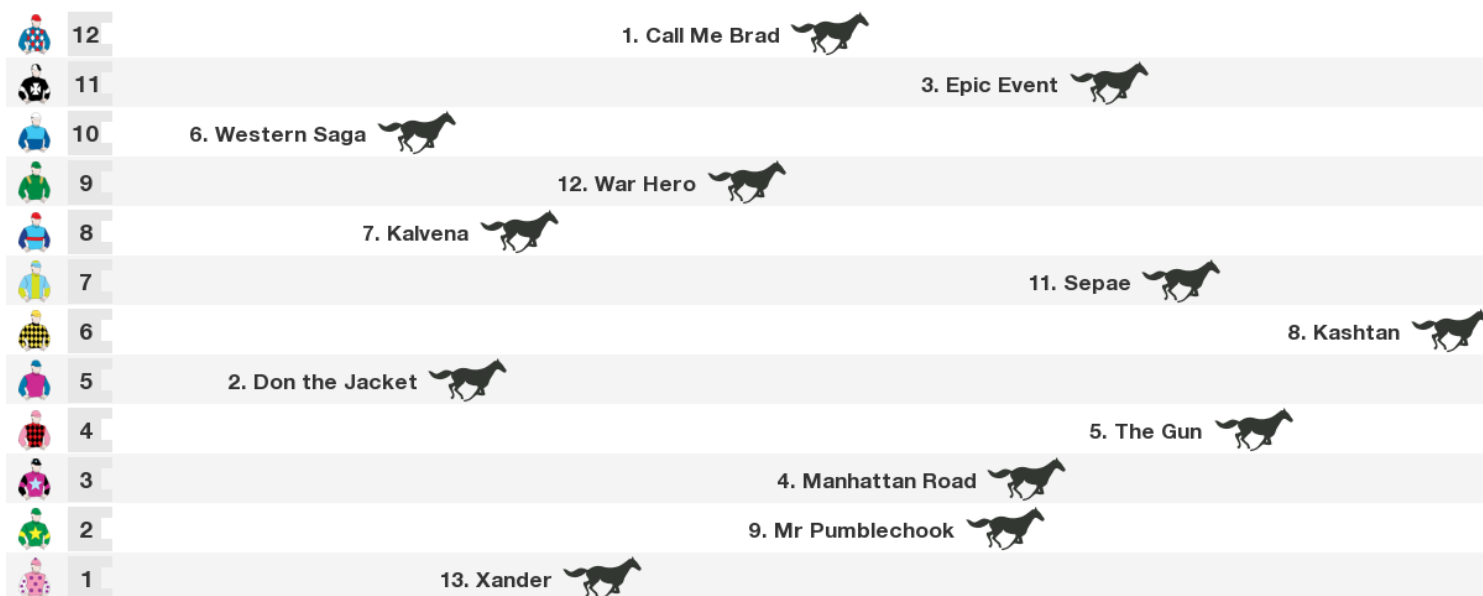 12 1. Call Me Brad
11 3. Epic Event
10 6. Western Saga
9 12. War Hero
8 7. Kalvena
7 11. Sepae
6 8. Kashtan
5 2. Don the Jacket
4 5. The Gun
3 4. Manhattan Road
2 9. Mr Pumblechook
1 13. Xander